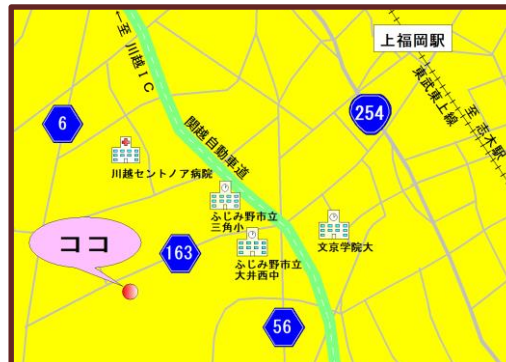 ←至 川越IC
上福岡駅
東武東上線
至 志木駅
254
6
関越自動車道
川越セントノア病院
ふじみ野市立
三角小
文京学院大
ココ
163
ふじみ野市立
大井西中
56